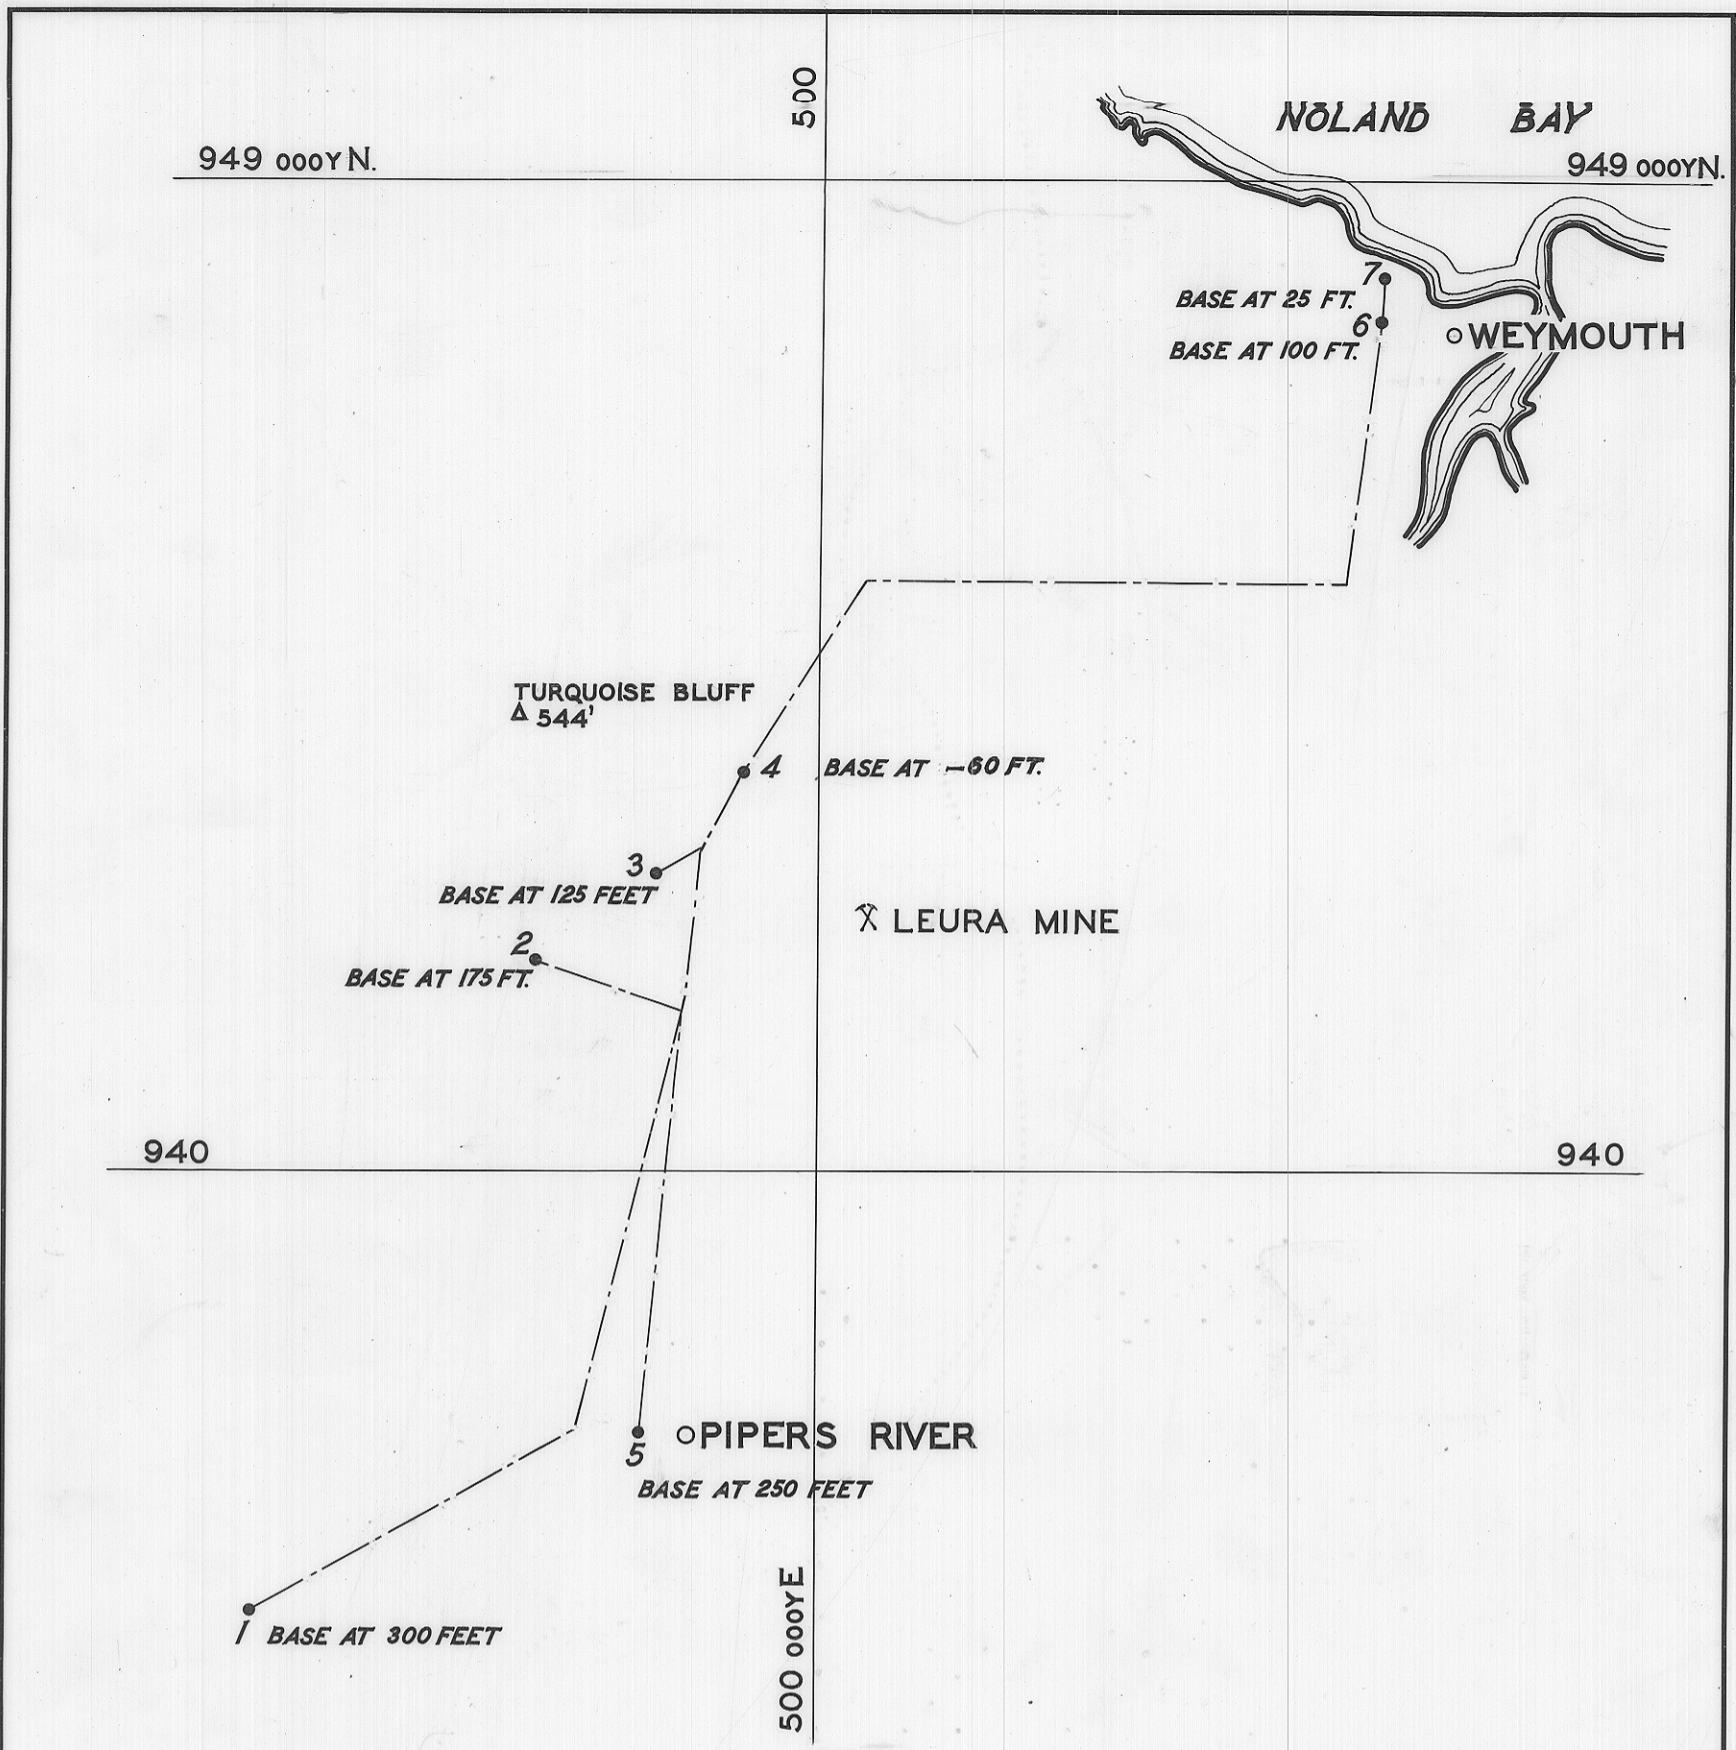 500
NOLAND BAY
949 000Y N.
949 000YN.
7
BASE AT 25 FT.
6
WEYMOUTH
BASE AT 100 FT.
TURQUOISE BLUFF
544'
4 BASE AT -60 FT.
3
BASE AT 125 FEET
LEURA MINE
2
BASE AT 175 FT.
940
940
PIPERS RIVER
5
BASE AT 250 FEET
500 000YE
1 BASE AT 300 FEET